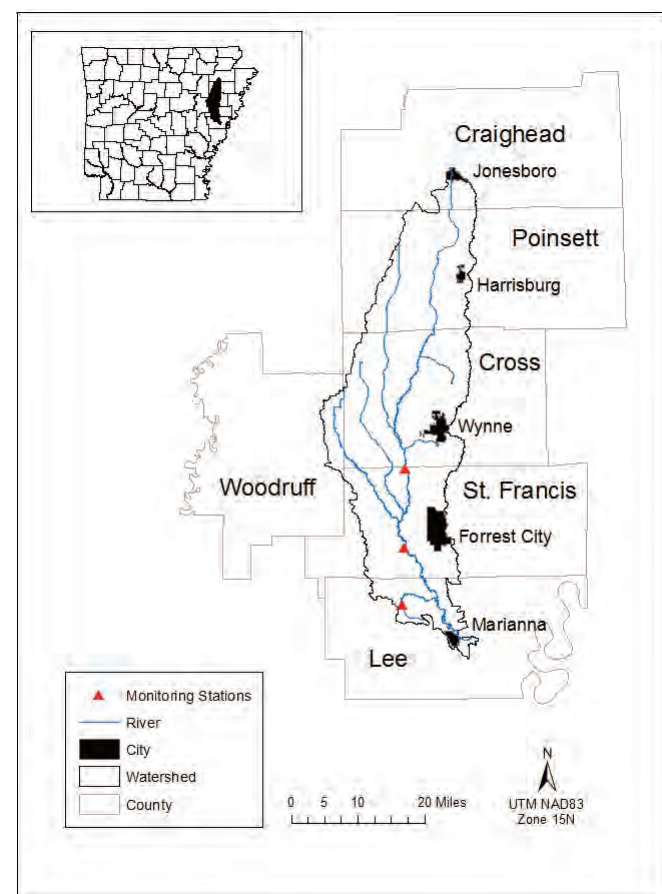 Craighead
Jonesboro
Poinsett
Harrisburg
Cross
Wynne
Woodruff
St. Francis
Forrest City
Marianna
Lee
Monitoring Stations
River
City
Watershed
County
0 5 10 20 Miles
N
UTM NAD83
Zone 15N